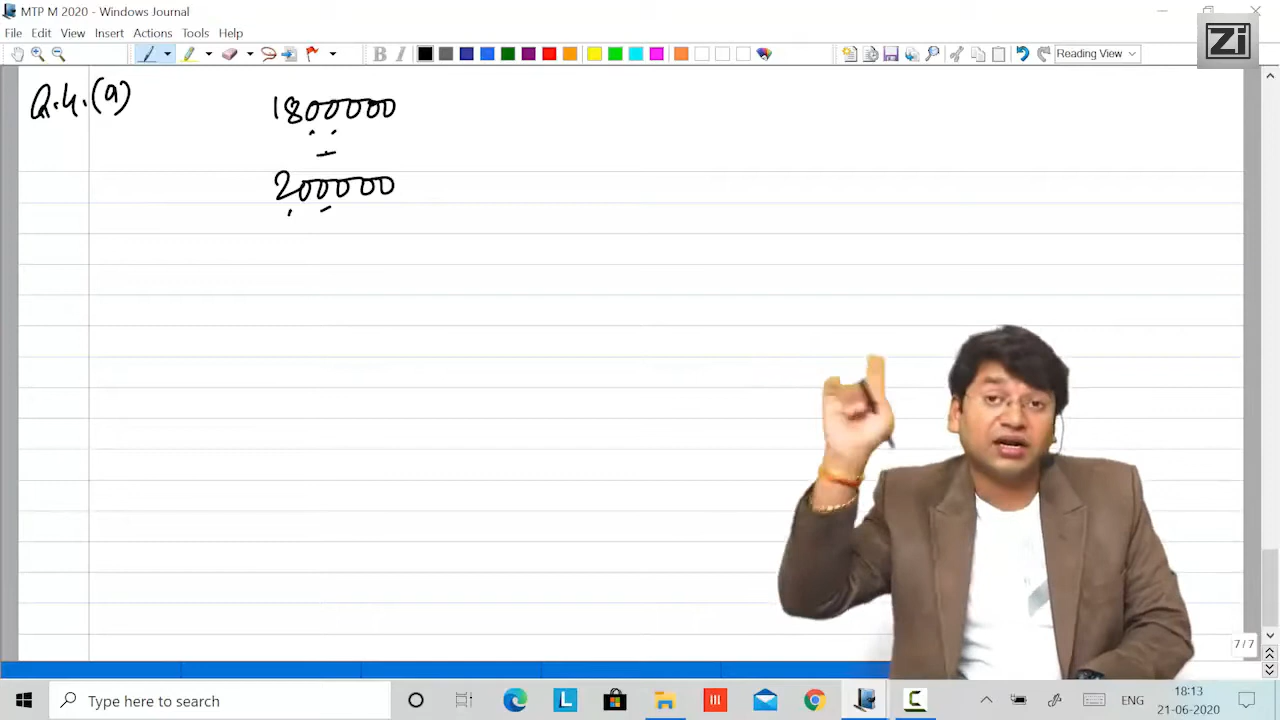 MTP M 2020 - Windows Journal
File Edit View Insert Actions Tools Help
Zi
B I
Reading View
Q.4.(a)
1800000
200000
7 / 7
Type here to search
L
ENG
18:13
21-06-2020